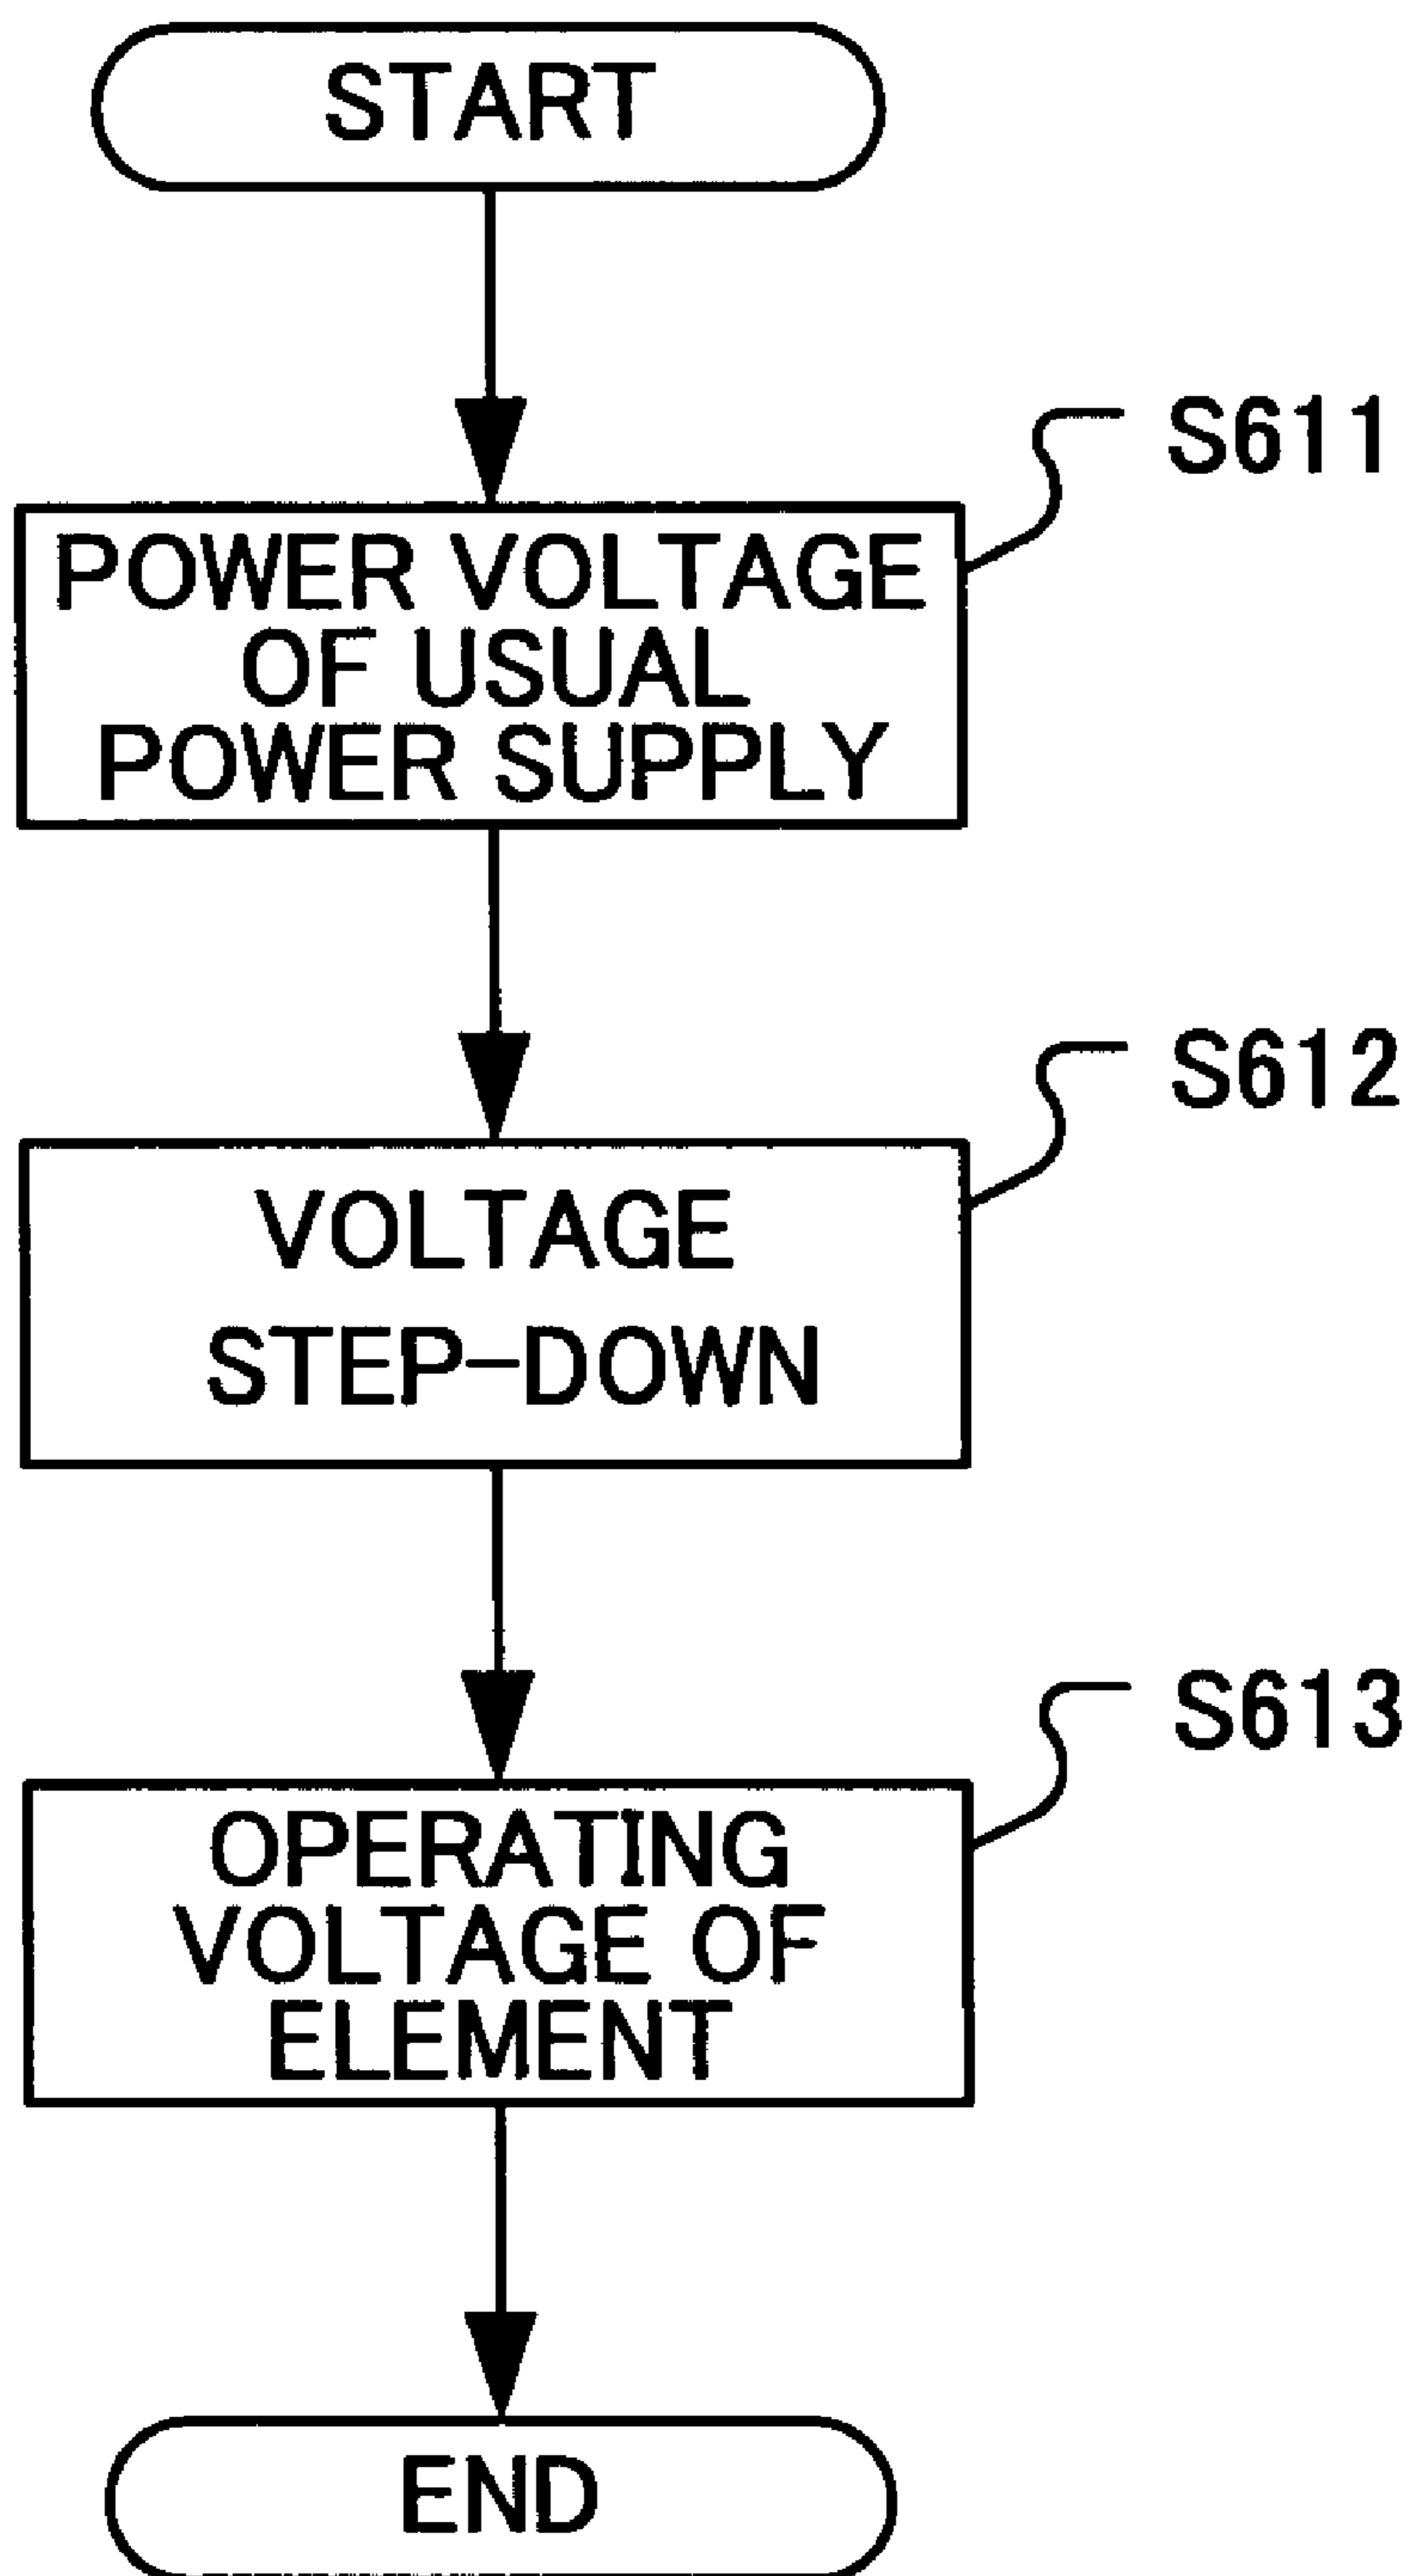 START
S611
POWER VOLTAGE
OF USUAL
POWER SUPPLY
S612
VOLTAGE
STEP-DOWN
S613
OPERATING
VOLTAGE OF
ELEMENT
END